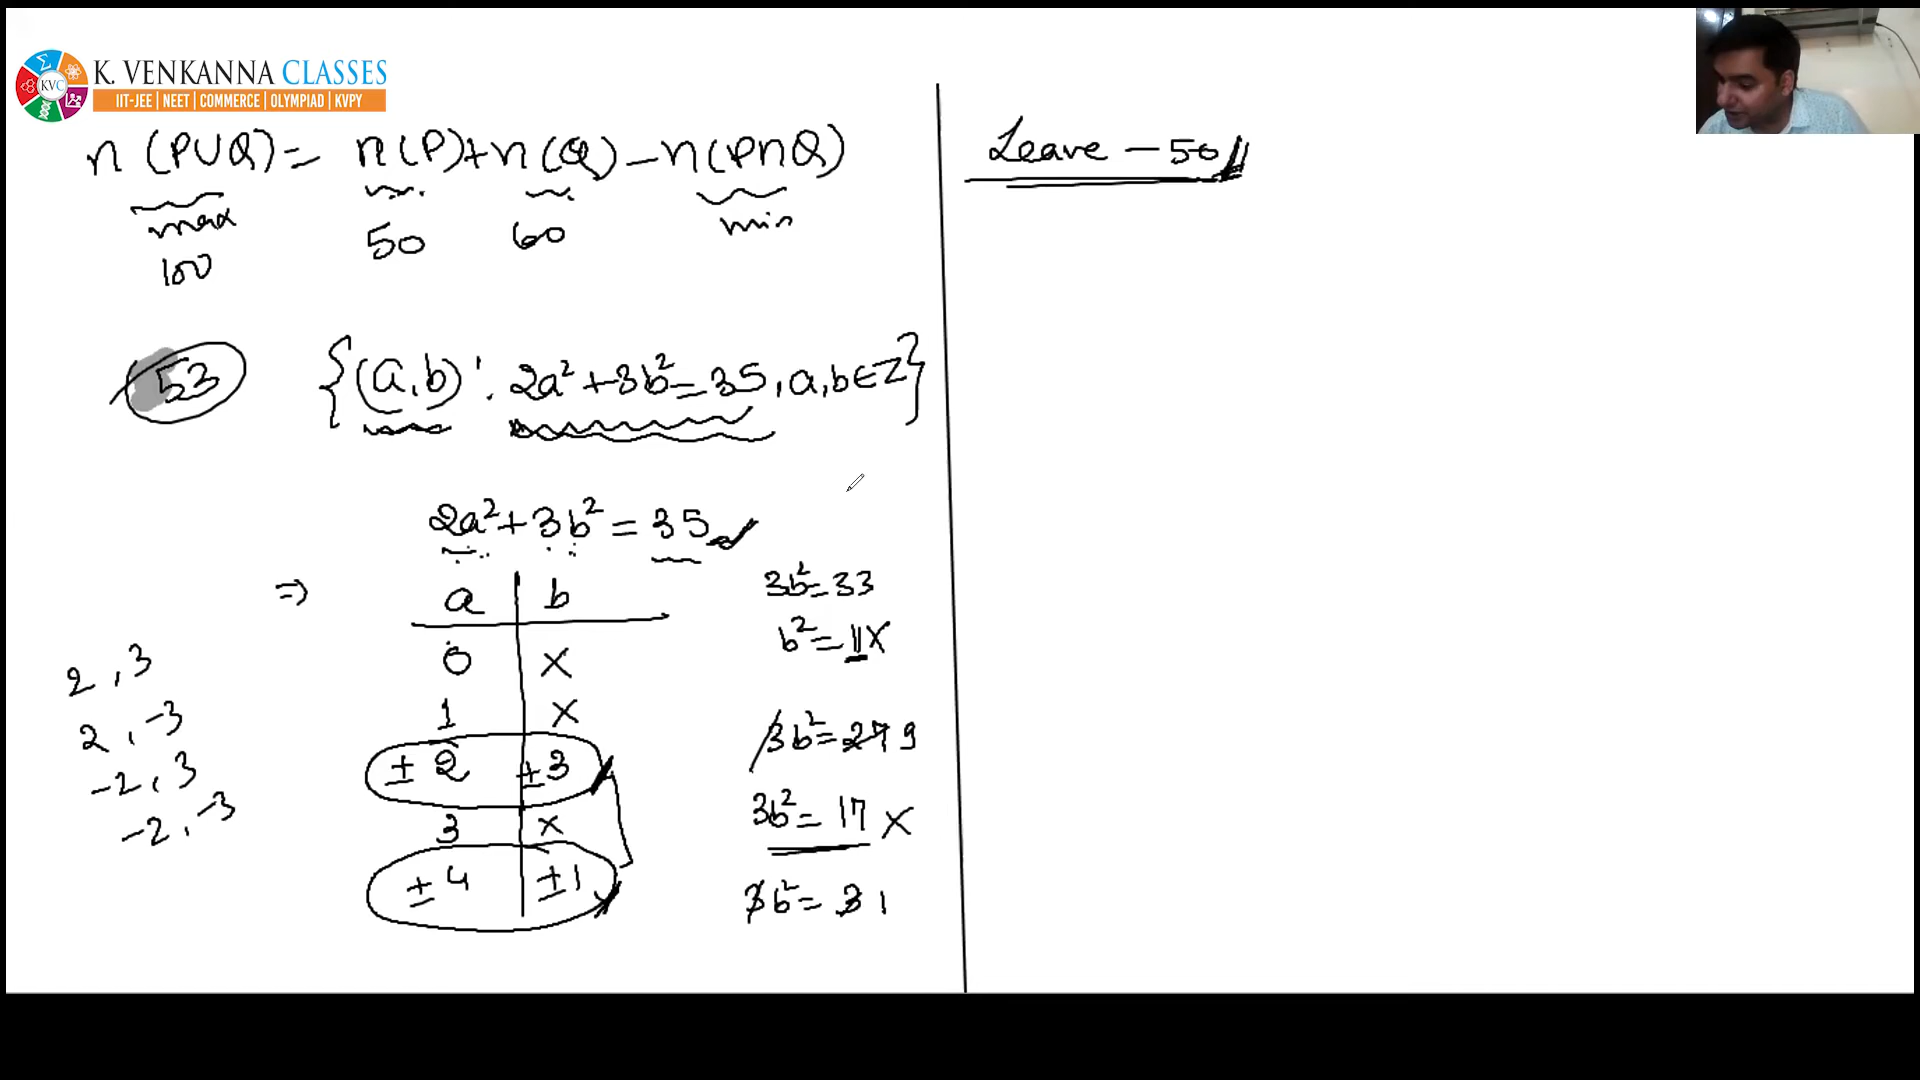 K. VENKANNA CLASSES
KVC
IIT-JEE | NEET | COMMERCE | OLYMPIAD | KVPY
n (P∪Q) = n(P)+n(Q) – n(P∩Q)
max 50 60 min
100
53 {(a,b) : 2a²+3b²=35, a,b∈Z}
2a²+3b² = 35
⇒ a | b
0 X
1 X
±2 ±3
3 X
±4 ±1
2,3
2,-3
-2,3
-2,-3
3b²=33
b²=11X
3b²=27 9
3b²=17 X
3b²=3 1
Leave – 50